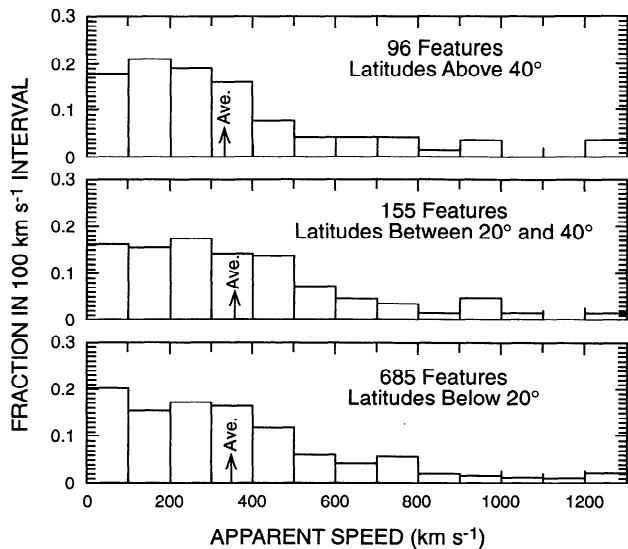 FRACTION IN 100 km s⁻¹ INTERVAL
0.3
0.2
0.1
0
96 Features
Latitudes Above 40°
Ave.
0.3
0.2
0.1
0
155 Features
Latitudes Between 20° and 40°
Ave.
0.3
0.2
0.1
0
685 Features
Latitudes Below 20°
Ave.
0 200 400 600 800 1000 1200
APPARENT SPEED (km s⁻¹)